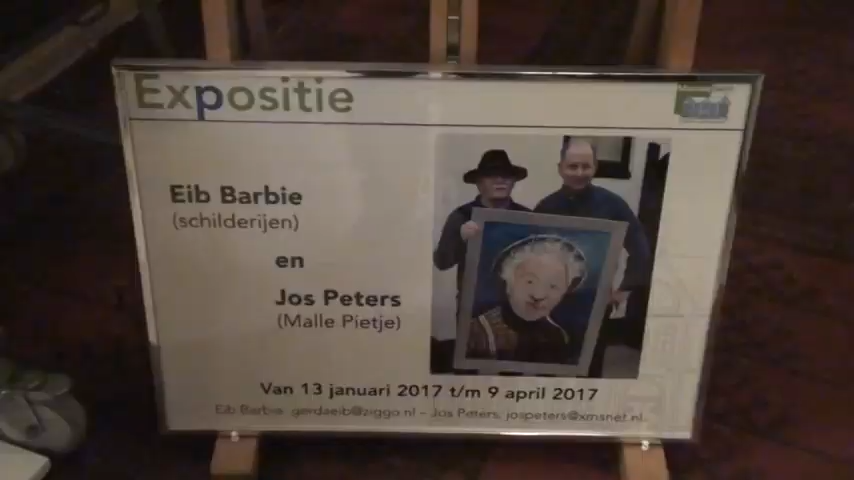 Expositie
Eib Barbie
(schilderijen)
en
Jos Peters
(Malle Pietje)
Van 13 januari 2017 t/m 9 april 2017
Eib Barbie gerdaeib@ziggo.nl - Jos Peters, jospeters@xmsnet.nl